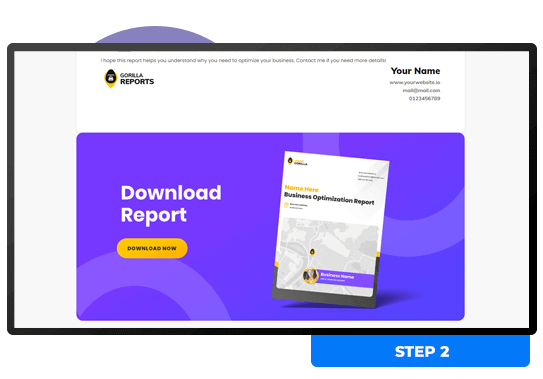 I hope this report helps you understand why you need to optimize your business. Contact me if you need more details!
GORILLA
REPORTS
Your Name
www.yourwebsite.io
mail@mail.com
0123456789
Download
Report
DOWNLOAD NOW
GORILLA
Name Here
Business Optimization Report
Business Name
STEP 2